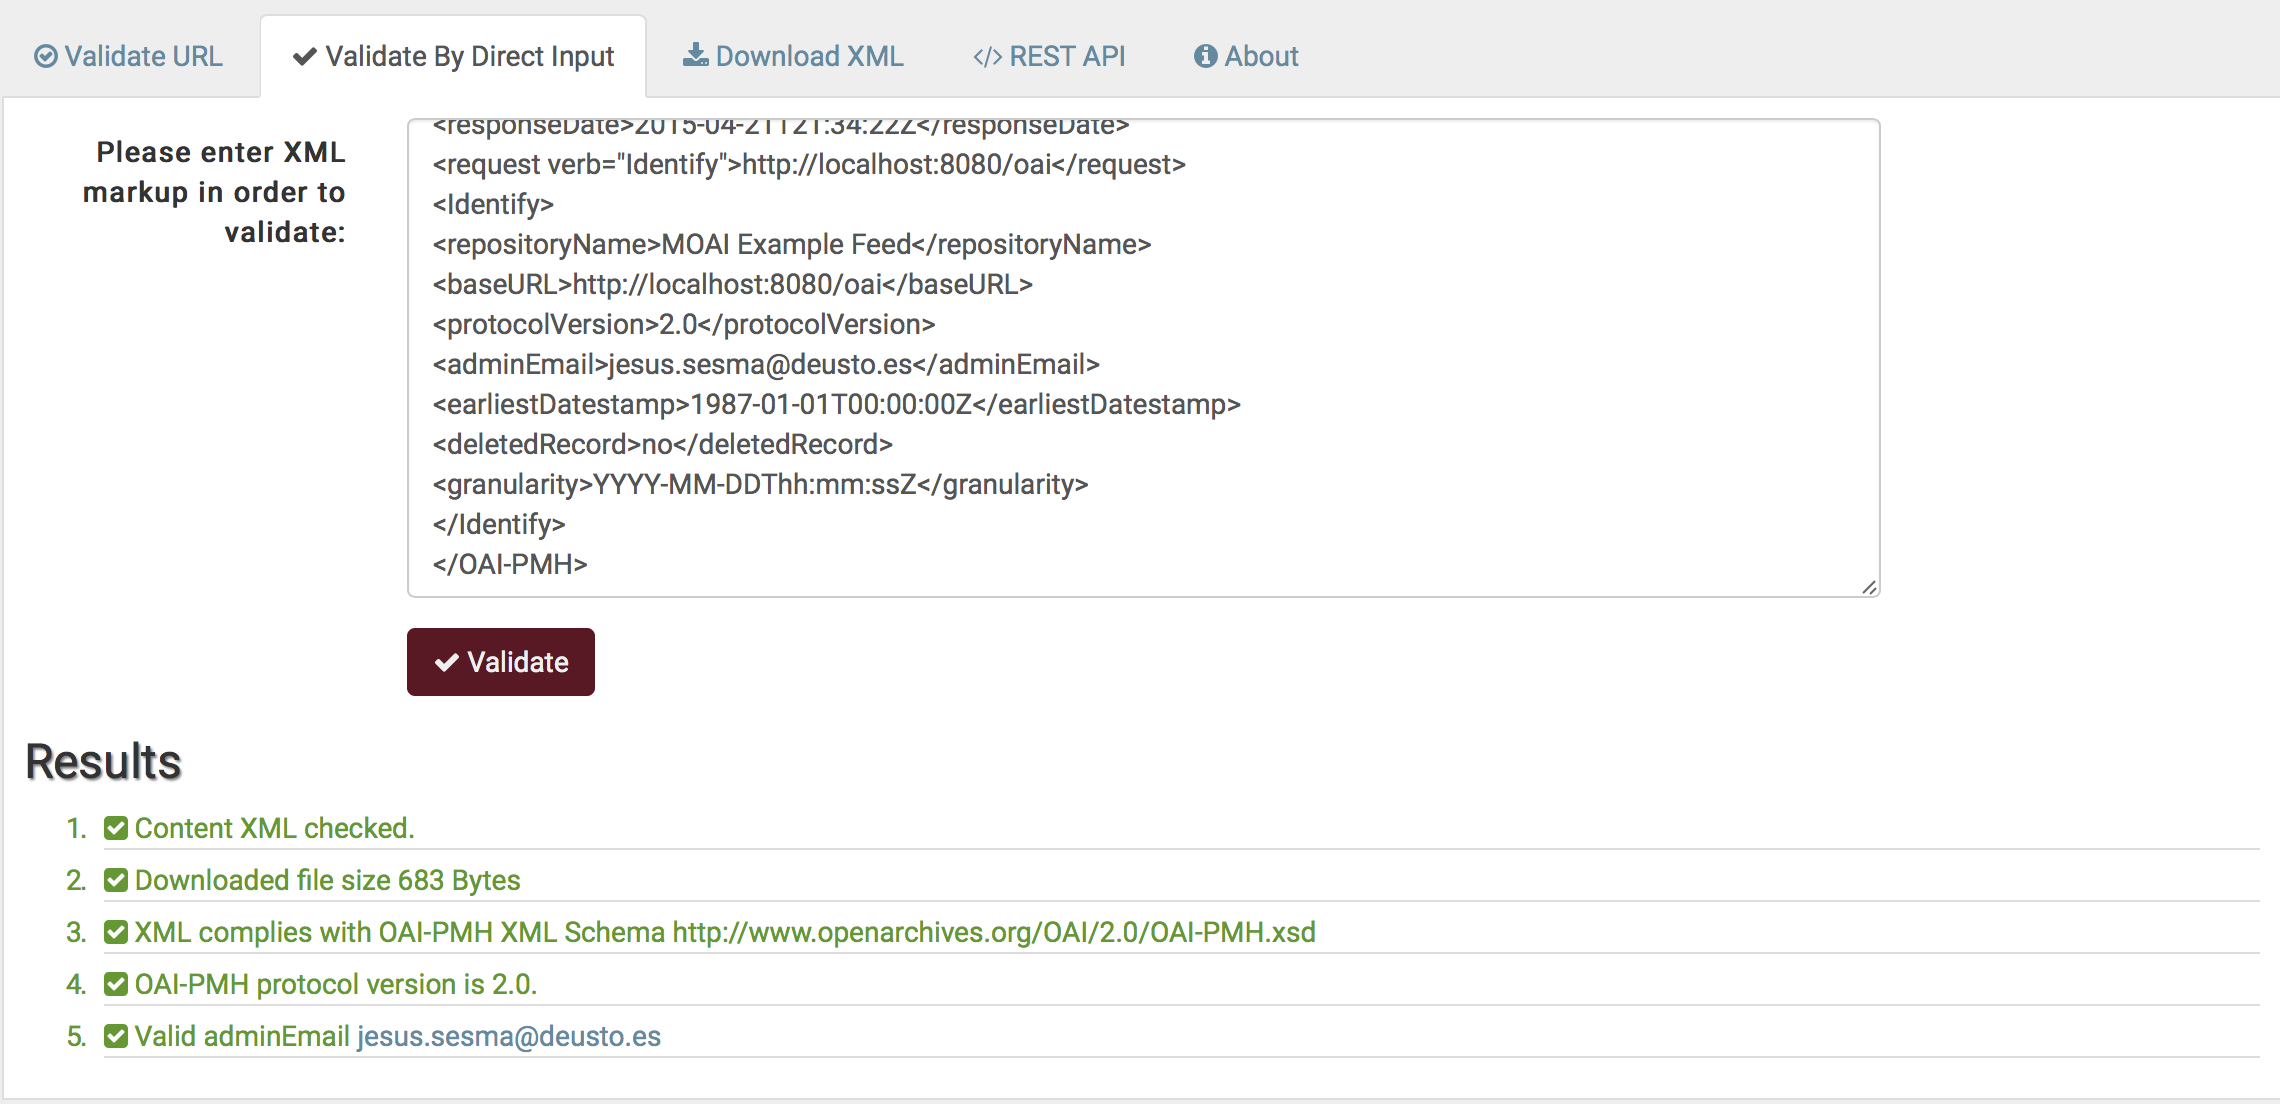 Validate URL
Validate By Direct Input
Download XML
</> REST API
About
Please enter XML
markup in order to
validate:
<responseDate>2015-04-21T21:34:22Z</responseDate>
<request verb="Identify">http://localhost:8080/oai</request>
<Identify>
<repositoryName>MOAI Example Feed</repositoryName>
<baseURL>http://localhost:8080/oai</baseURL>
<protocolVersion>2.0</protocolVersion>
<adminEmail>jesus.sesma@deusto.es</adminEmail>
<earliestDatestamp>1987-01-01T00:00:00Z</earliestDatestamp>
<deletedRecord>no</deletedRecord>
<granularity>YYYY-MM-DDThh:mm:ssZ</granularity>
</Identify>
</OAI-PMH>
Validate
Results
1. Content XML checked.
2. Downloaded file size 683 Bytes
3. XML complies with OAI-PMH XML Schema http://www.openarchives.org/OAI/2.0/OAI-PMH.xsd
4. OAI-PMH protocol version is 2.0.
5. Valid adminEmail jesus.sesma@deusto.es